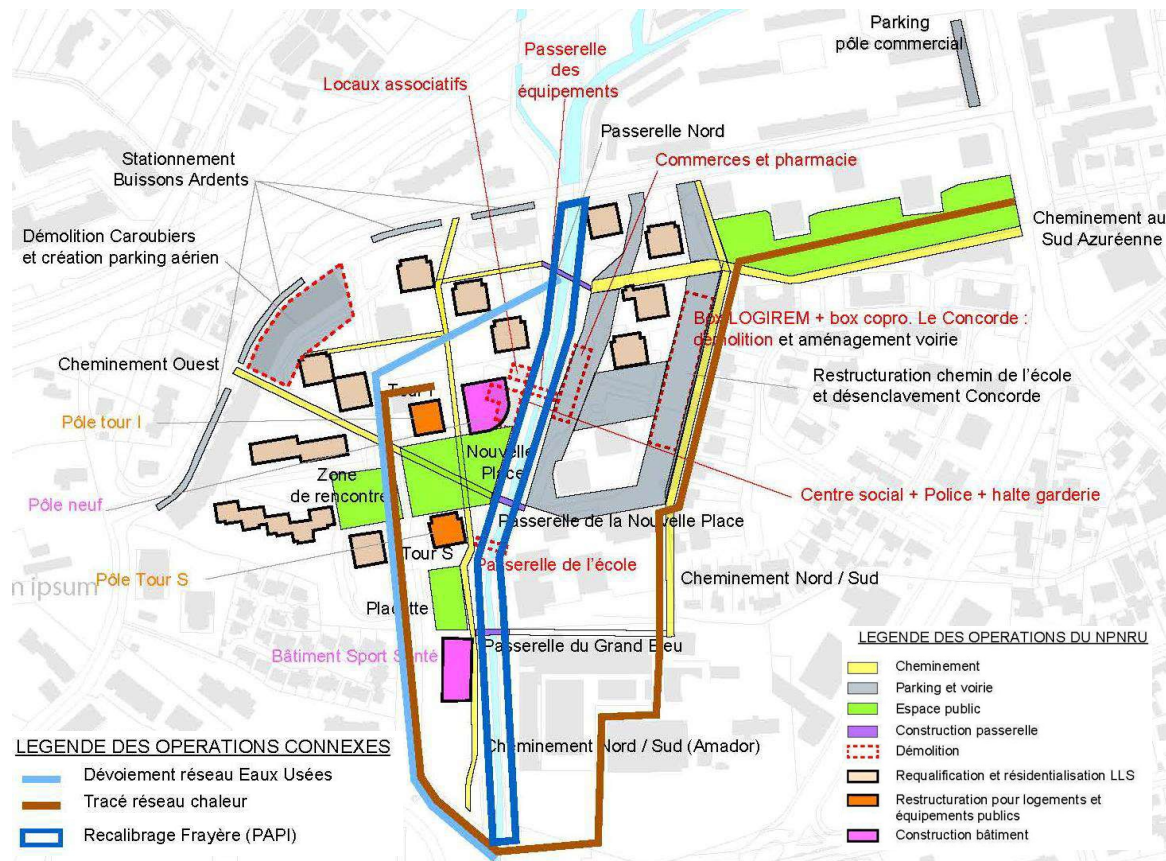 Parking
pôle commercial
Passerelle
des
équipements
Locaux associatifs
Passerelle Nord
Commerces et pharmacie
Stationnement
Buissons Ardents
Démolition Caroubiers
et création parking aérien
Cheminement au
Sud Azuréenne
Box LOGIREM + box copro. Le Concorde :
démolition et aménagement voirie
Cheminement Ouest
Restructuration chemin de l'école
et désenclavement Concorde
Tour I
Pôle tour I
Nouvelle
Place
Zone
de rencontre
Pôle neuf
Centre social + Police + halte garderie
Passerelle de la Nouvelle Place
Tour S
Passerelle de l'école
Pôle Tour S
Cheminement Nord / Sud
m ipsum
Placette
Passerelle du Grand Bleu
Bâtiment Sport Santé
Cheminement Nord / Sud (Amador)
LEGENDE DES OPERATIONS DU NPNRU
Cheminement
Parking et voirie
Espace public
Construction passerelle
Démolition
Requalification et résidentialisation LLS
Restructuration pour logements et
équipements publics
Construction bâtiment
LEGENDE DES OPERATIONS CONNEXES
Dévoiement réseau Eaux Usées
Tracé réseau chaleur
Recalibrage Frayère (PAPI)